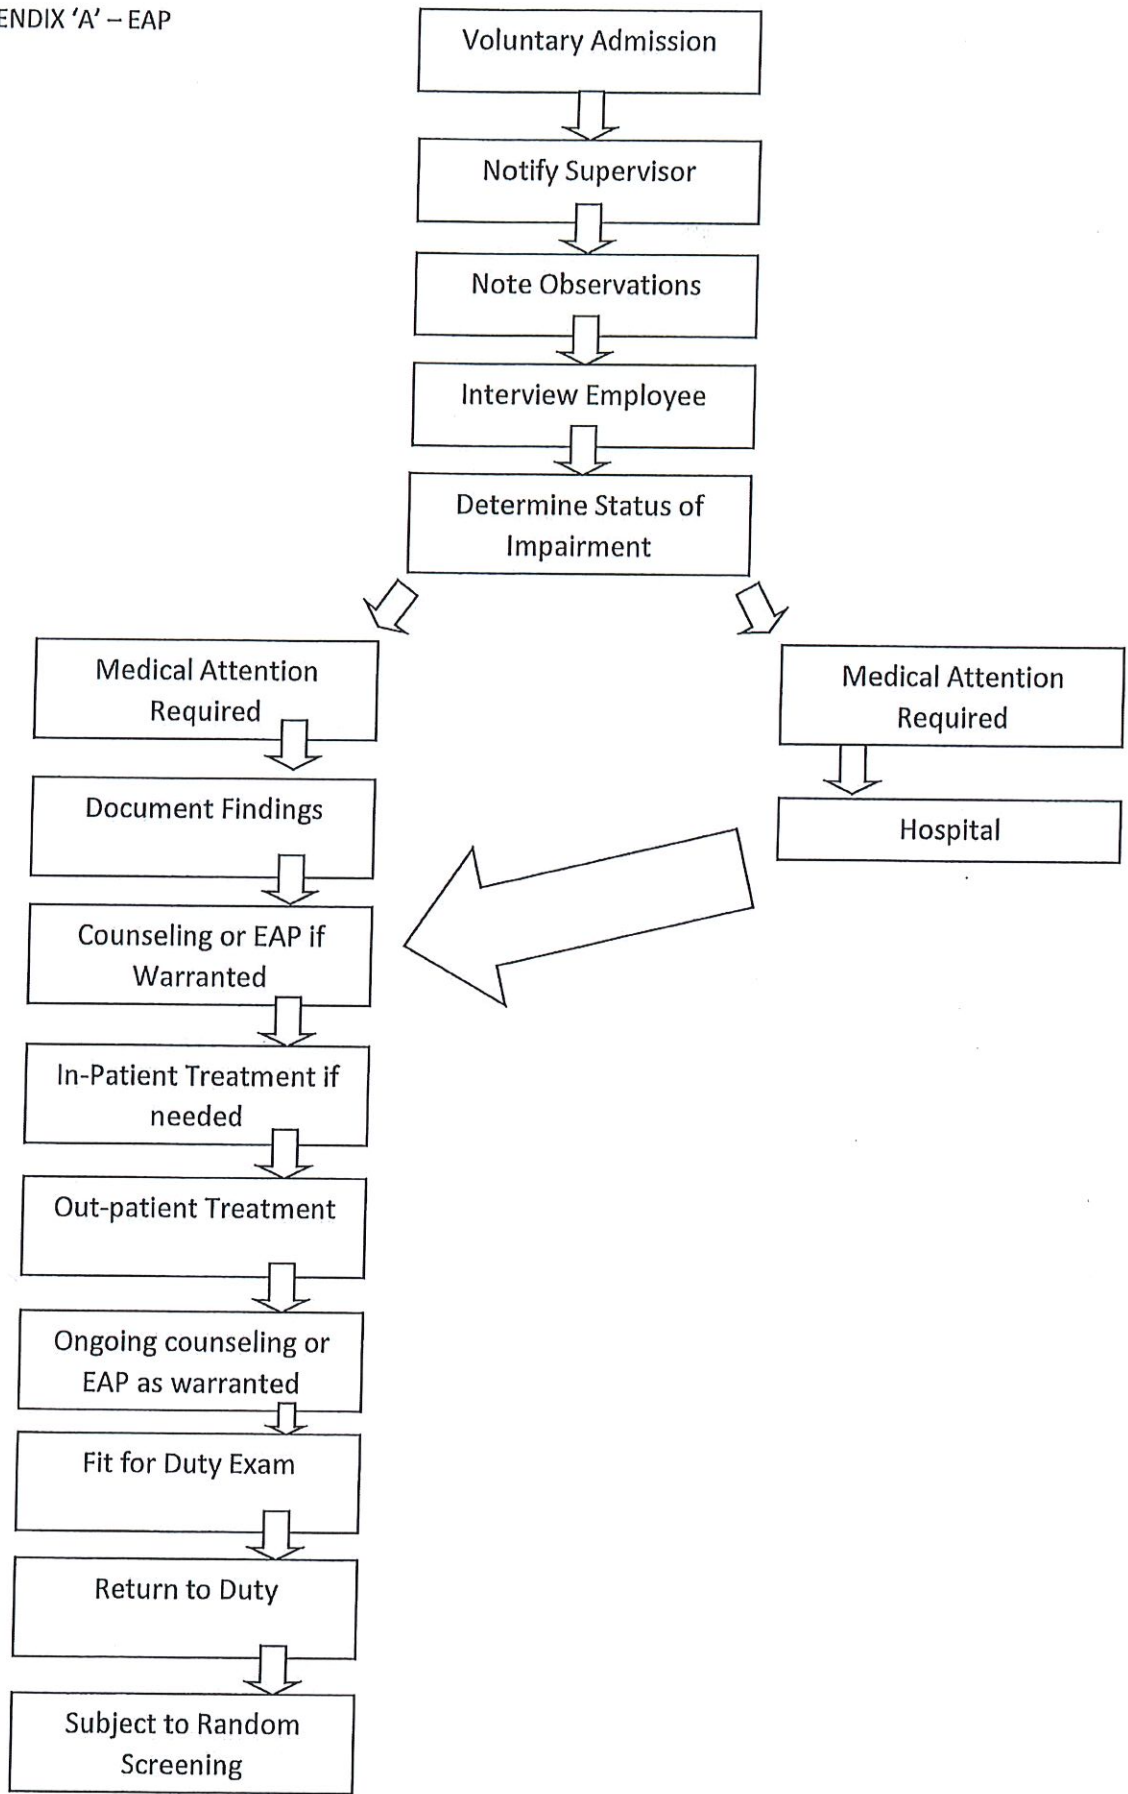 ENDIX 'A' – EAP
Voluntary Admission
Notify Supervisor
Note Observations
Interview Employee
Determine Status of
Impairment
Medical Attention
Required
Document Findings
Counseling or EAP if
Warranted
In-Patient Treatment if
needed
Out-patient Treatment
Ongoing counseling or
EAP as warranted
Fit for Duty Exam
Return to Duty
Subject to Random
Screening
Medical Attention
Required
Hospital